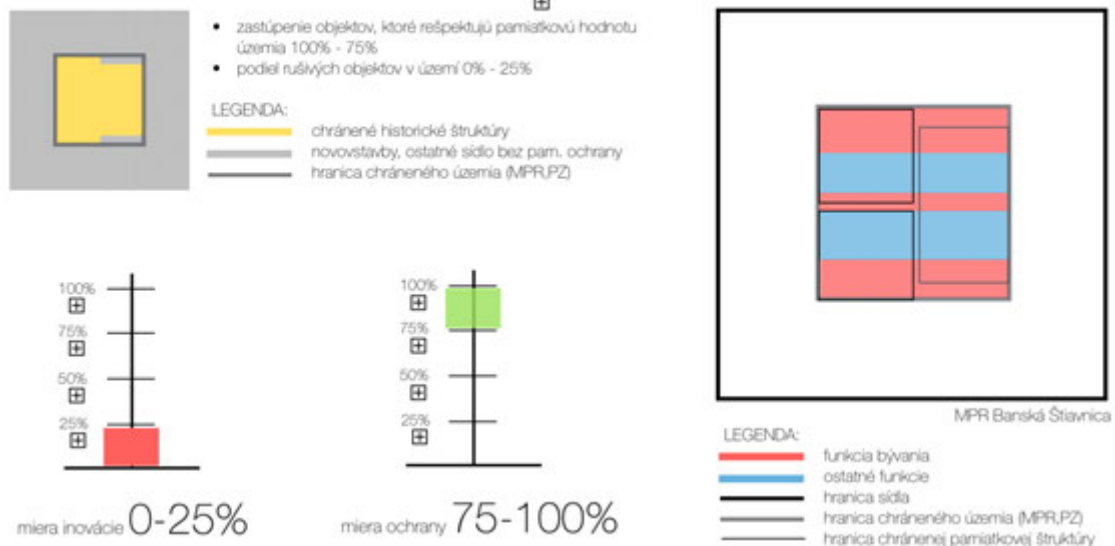 • zastúpenie objektov, ktoré rešpektujú pamiatkovú hodnotu
územia 100% - 75%
• podiel rušivých objektov v území 0% - 25%
LEGENDA:
chránené historické štruktúry
novovstavby, ostatné sídlo bez pam. ochrany
hranica chráneného územia (MPR,PZ)
100%
75%
50%
25%
miera inovácie 0-25%
100%
75%
50%
25%
miera ochrany 75-100%
MPR Banská Štiavnica
LEGENDA:
funkcia bývania
ostatné funkcie
hranica sídla
hranica chráneného územia (MPR,PZ)
hranica chránenej pamiatkovej štruktúry